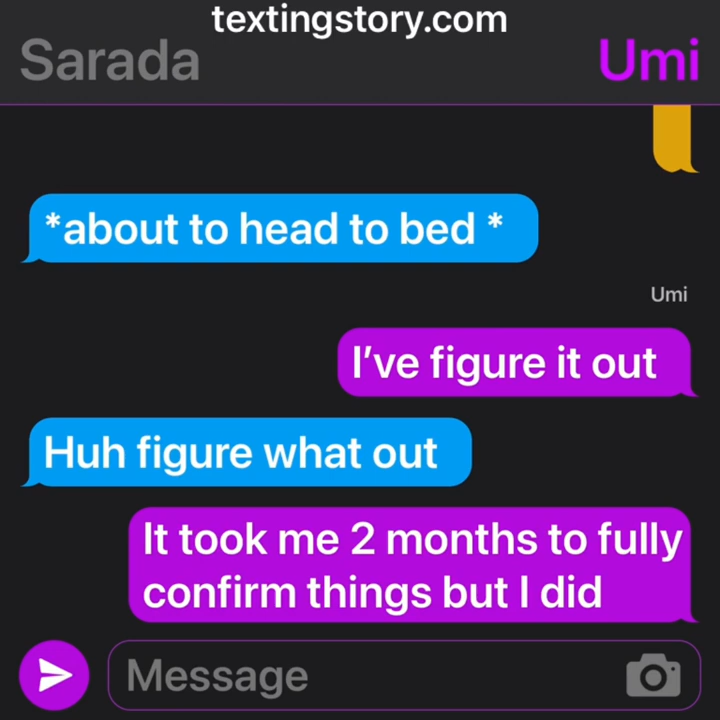 textingstory.com
Sarada Umi
*about to head to bed *
Umi
I’ve figure it out
Huh figure what out
It took me 2 months to fully
confirm things but I did
Message